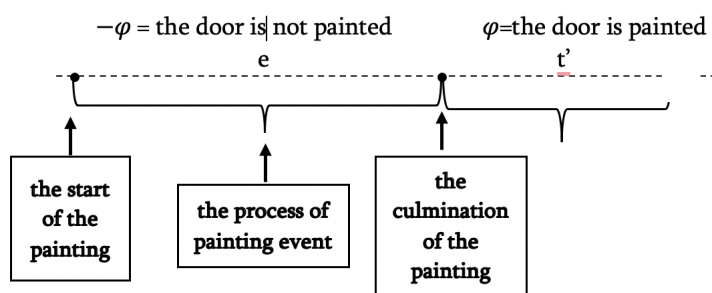 −φ = the door is not painted
φ=the door is painted
e
t’
the start
of the
painting
the process of
painting event
the
culmination
of the
painting